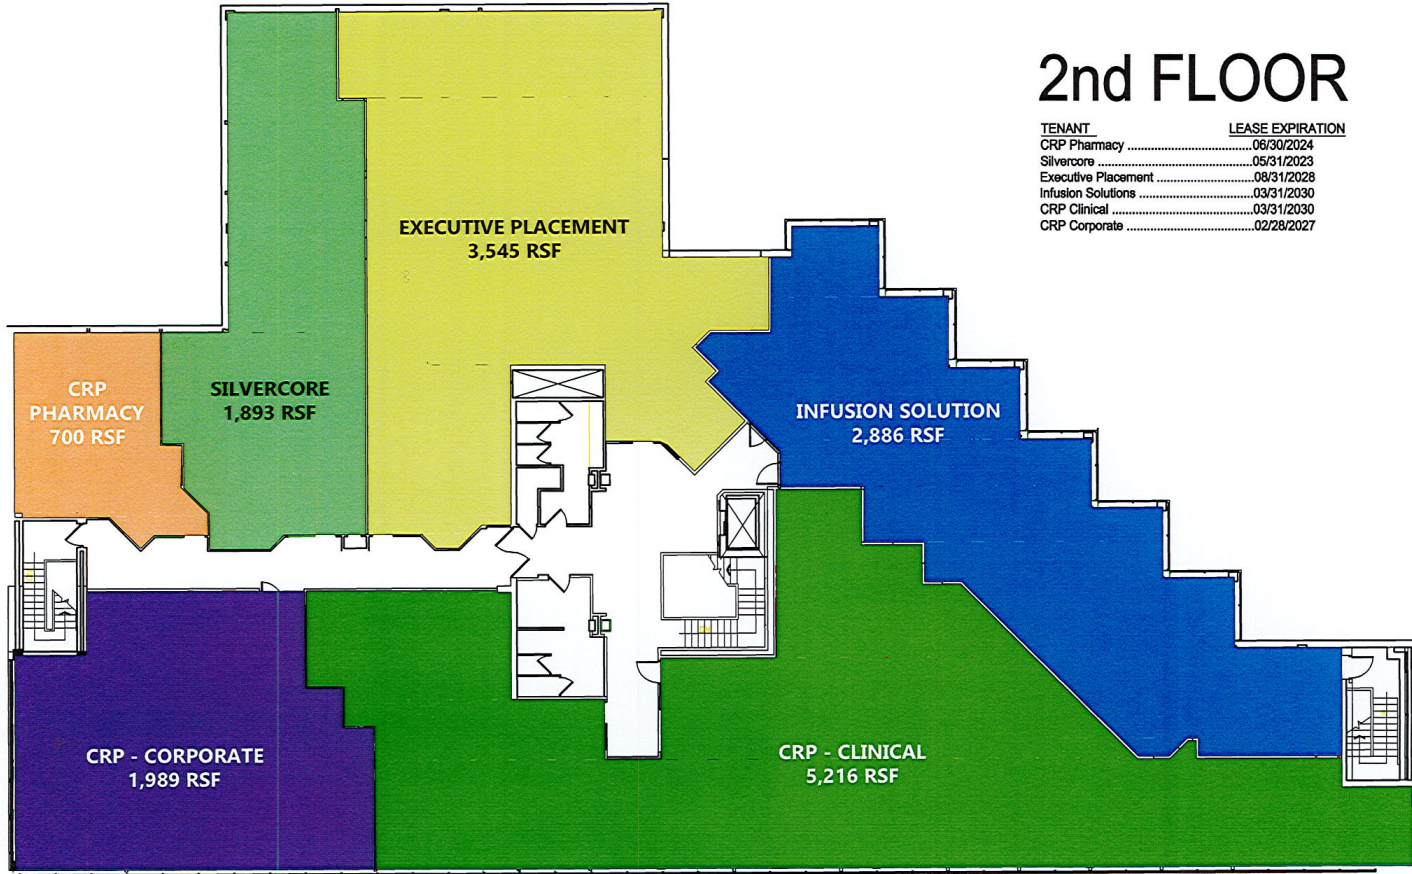 2nd FLOOR
TENANT LEASE EXPIRATION
CRP Pharmacy ................................ 06/30/2024
Silvercore ....................................... 05/31/2023
Executive Placement ........................ 08/31/2028
Infusion Solutions ............................ 03/31/2030
CRP Clinical ................................... 03/31/2030
CRP Corporate ................................ 02/28/2027
EXECUTIVE PLACEMENT
3,545 RSF
CRP
PHARMACY
700 RSF
SILVERCORE
1,893 RSF
INFUSION SOLUTION
2,886 RSF
CRP - CORPORATE
1,989 RSF
CRP - CLINICAL
5,216 RSF